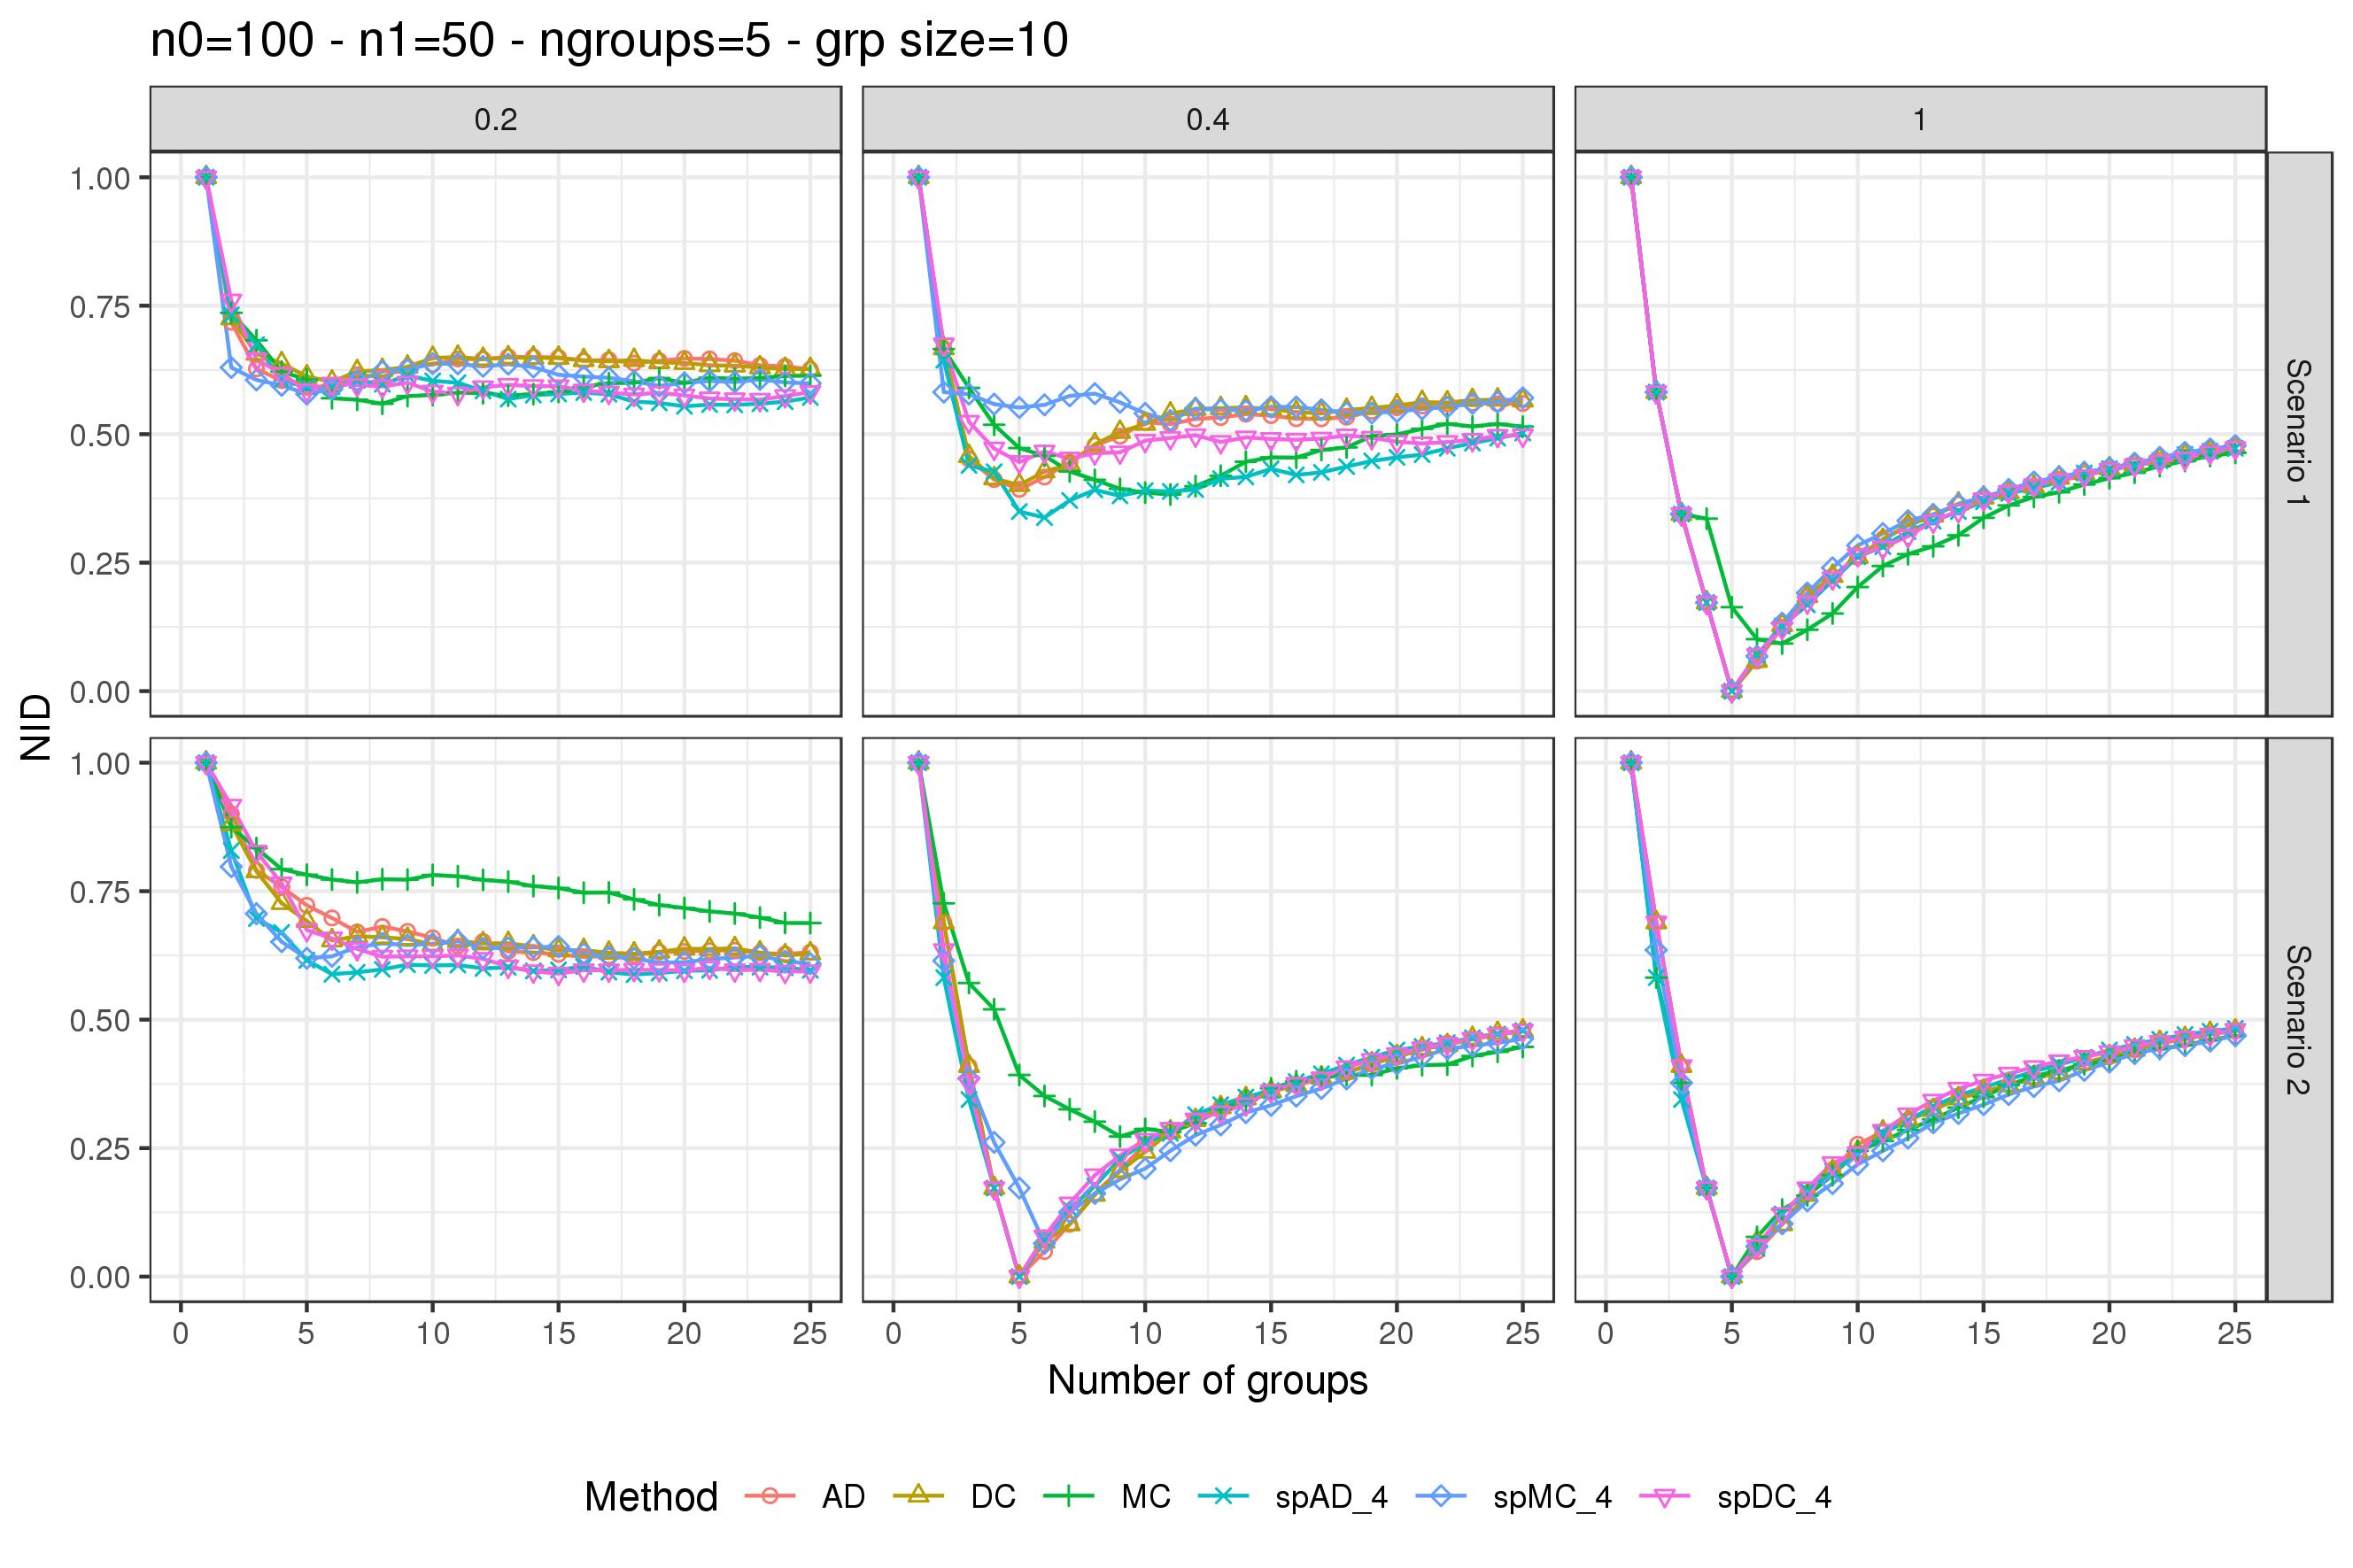 n0=100 - n1=50 - ngroups=5 - grp size=10
0.2 0.4 1
1.00
0.75
0.50
0.25
0.00
Scenario 1
NID
1.00
0.75
0.50
0.25
0.00
Scenario 2
0 5 10 15 20 25 0 5 10 15 20 25 0 5 10 15 20 25
Number of groups
Method AD DC MC spAD_4 spMC_4 spDC_4